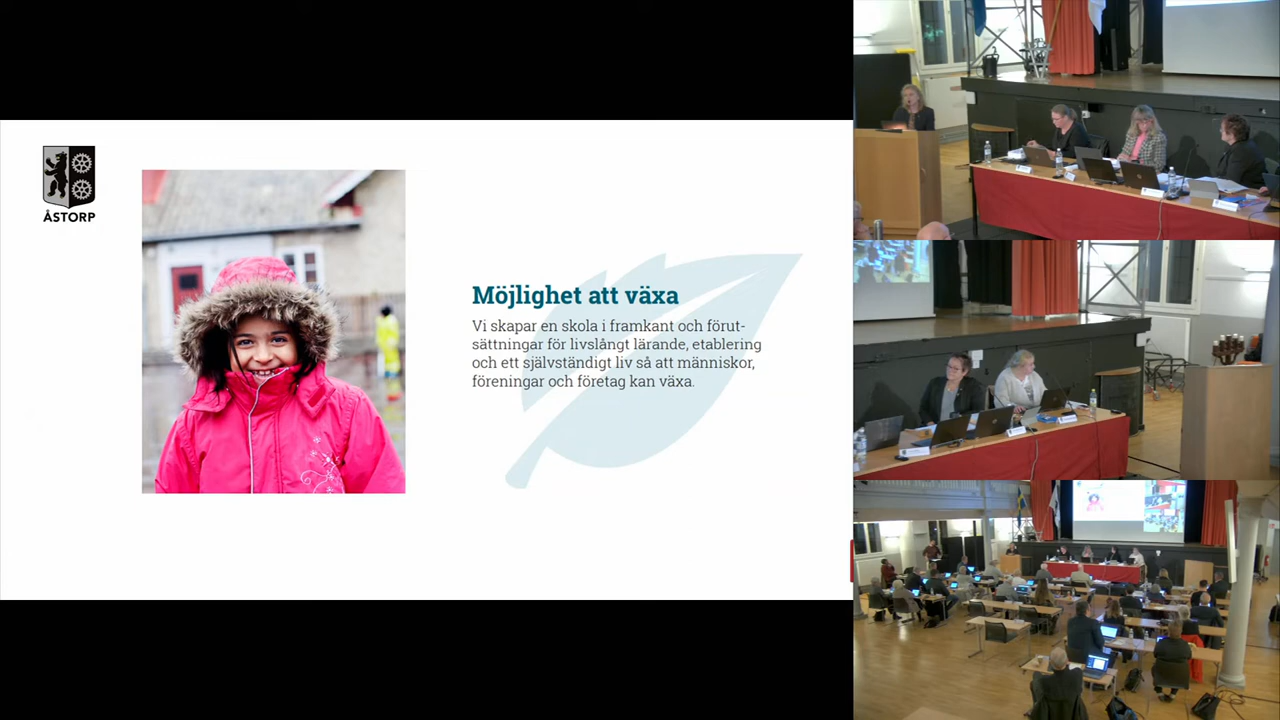 ÅSTORP
Möjlighet att växa
Vi skapar en skola i framkant och förut-
sättningar för livslångt lärande, etablering
och ett självständigt liv så att människor,
föreningar och företag kan växa.